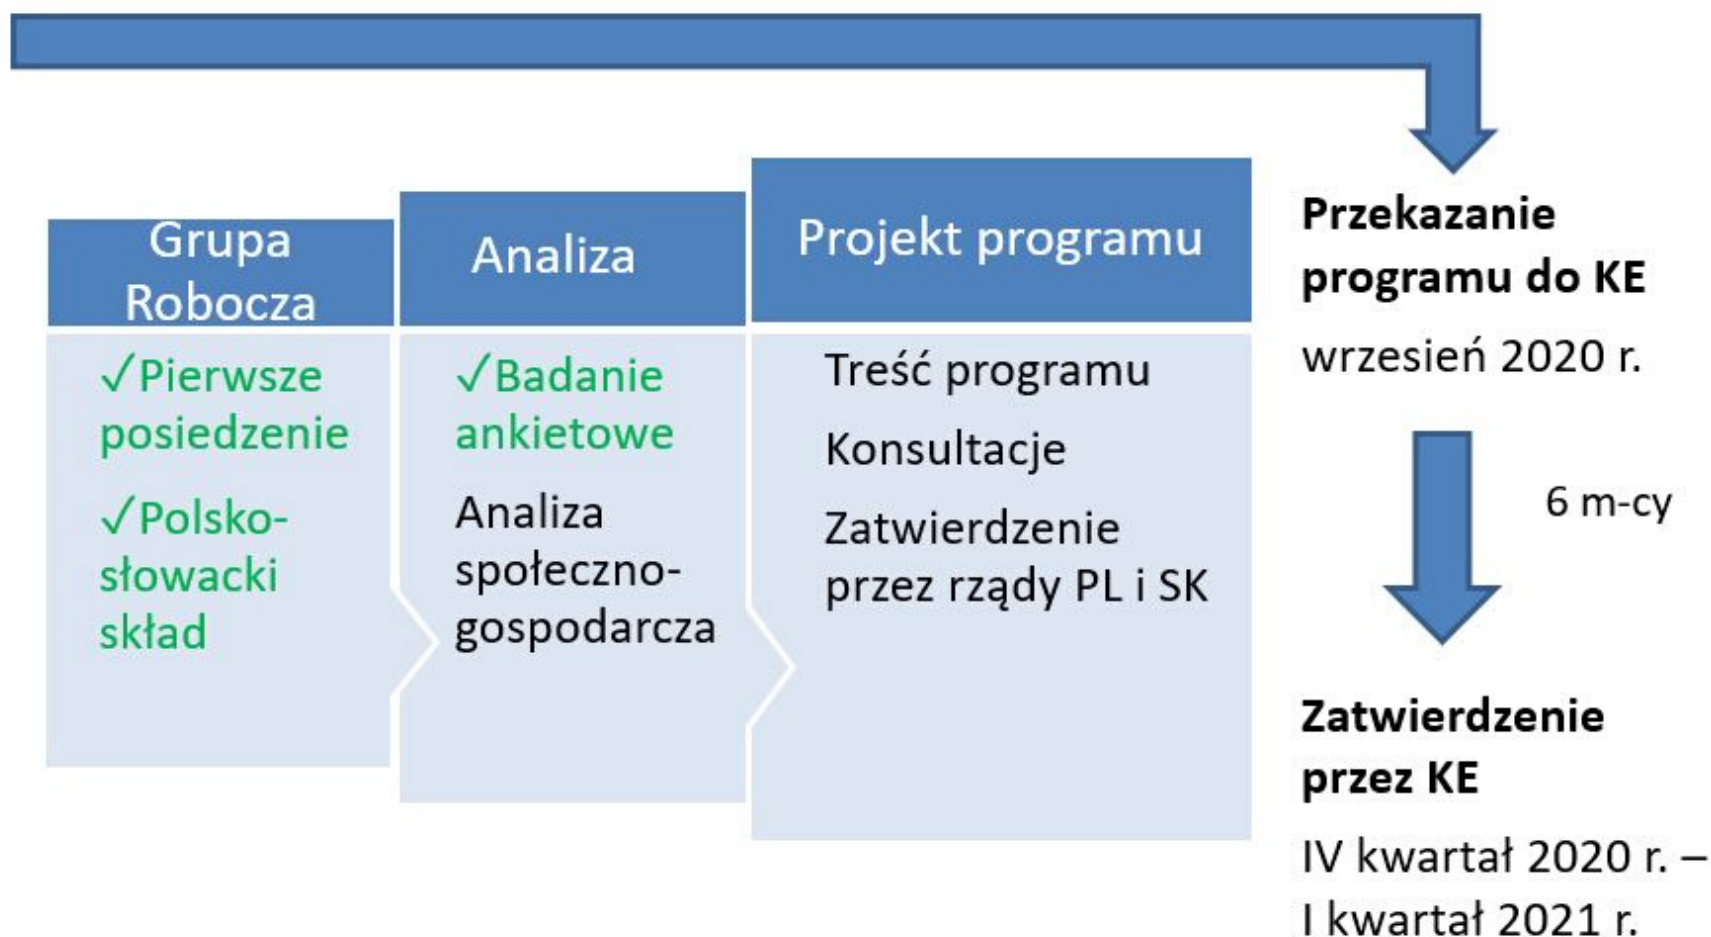 Grupa
Robocza
✓Pierwsze
posiedzenie
✓Polsko-
słowacki
skład
Analiza
✓Badanie
ankietowe
Analiza
społeczno-
gospodarcza
Projekt programu
Treść programu
Konsultacje
Zatwierdzenie
przez rządy PL i SK
Przekazanie
programu do KE
wrzesień 2020 r.
6 m-cy
Zatwierdzenie
przez KE
IV kwartał 2020 r. –
I kwartał 2021 r.